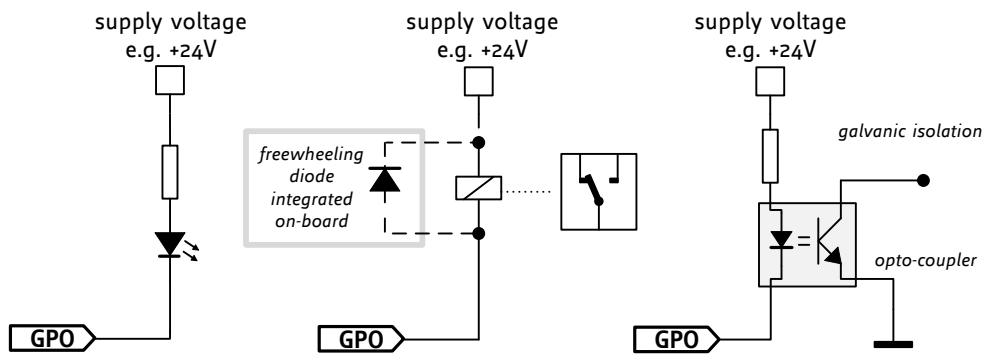 supply voltage
e.g. +24V
supply voltage
e.g. +24V
supply voltage
e.g. +24V
freewheeling
diode
integrated
on-board
galvanic isolation
opto-coupler
GPO
GPO
GPO